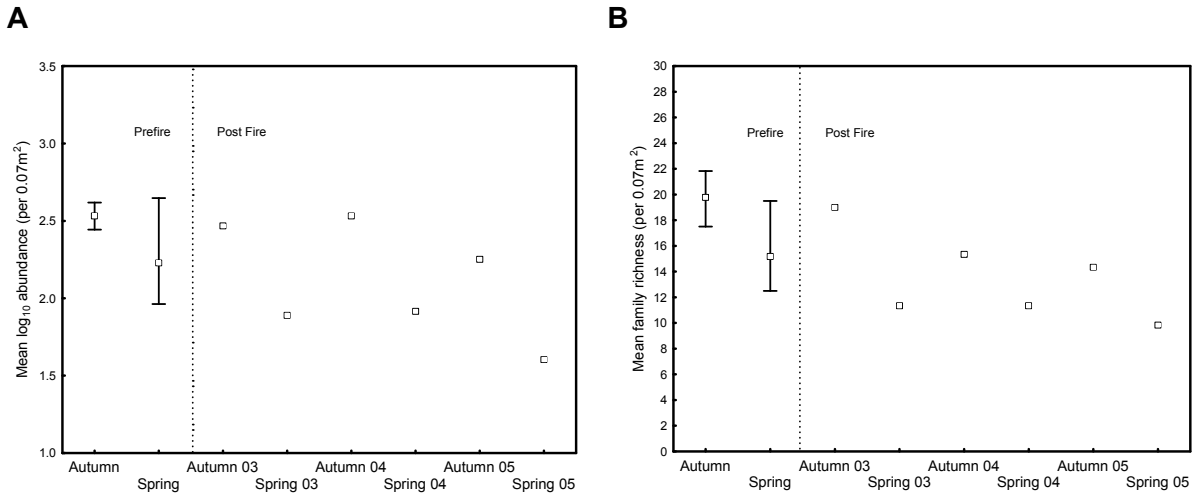 A
Mean log10 abundance (per 0.07m2)
3.5
3.0
2.5
2.0
1.5
1.0
Prefire
Post Fire
Autumn
Spring
Autumn 03
Spring 03
Autumn 04
Spring 04
Autumn 05
Spring 05
B
Mean family richness (per 0.07m2)
30
28
26
24
22
20
18
16
14
12
10
8
6
4
2
0
Prefire
Post Fire
Autumn
Spring
Autumn 03
Spring 03
Autumn 04
Spring 04
Autumn 05
Spring 05